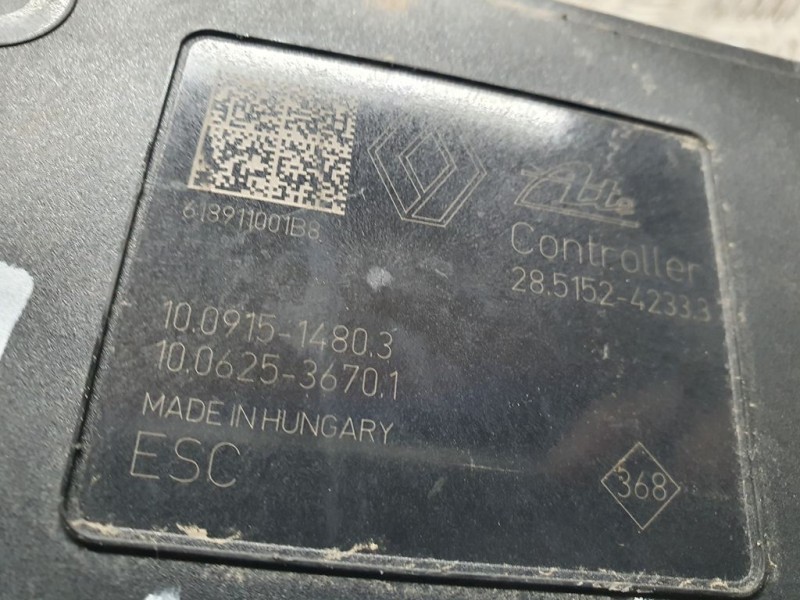 618911001B8
Ate
Controller
28.5152-4233.3
10.0915-1480.3
10.0625-3670.1
MADE IN HUNGARY
ESC
368